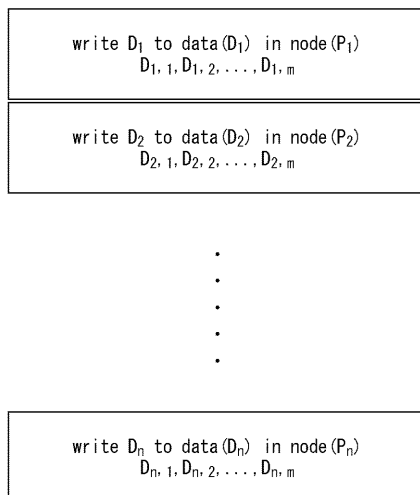 write D₁ to data(D₁) in node(P₁)
D₁,₁,D₁,₂,...,D₁,ₘ
write D₂ to data(D₂) in node(P₂)
D₂,₁,D₂,₂,...,D₂,ₘ
.
.
.
.
.
write Dₙ to data(Dₙ) in node(Pₙ)
Dₙ,₁,Dₙ,₂,...,Dₙ,ₘ